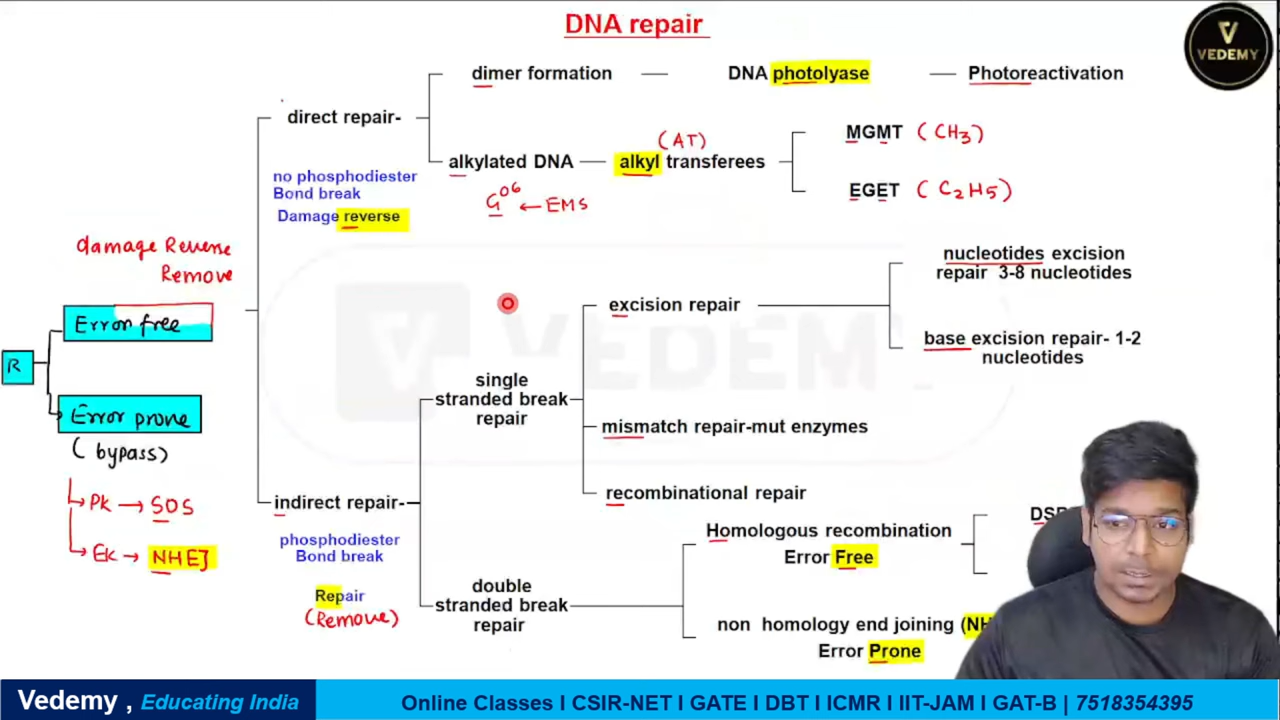 DNA repair
V
VEDEMY
dimer formation
DNA photolyase
Photoreactivation
direct repair-
(AT)
alkylated DNA
alkyl transferees
MGMT (CH3)
EGET (C2H5)
G06 ← EMS
no phosphodiester
Bond break
Damage reverse
damage Reverse
Remove
R
Error free
Error prone
(bypass)
PK → SOS
EK → NHEJ
nucleotides excision
repair 3-8 nucleotides
excision repair
base excision repair- 1-2
nucleotides
single
stranded break
repair
mismatch repair-mut enzymes
recombinational repair
indirect repair-
phosphodiester
Bond break
Repair
(Remove)
double
stranded break
repair
Homologous recombination
Error Free
non homology end joining (NH
Error Prone
VEDEMY
Vedemy , Educating India
Online Classes I CSIR-NET I GATE I DBT I ICMR I IIT-JAM I GAT-B | 7518354395